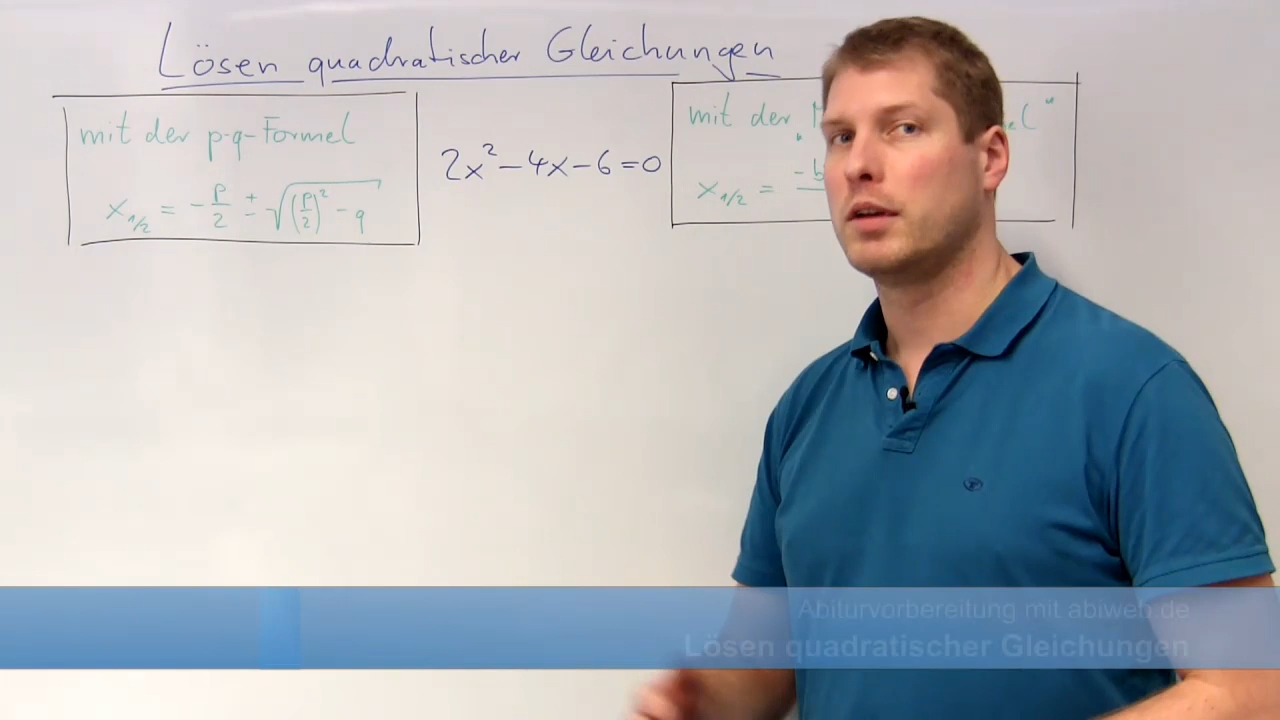 Lösen quadratischer Gleichungen
mit der p-q-Formel
x₁/₂ = -p/2 ± √((p/2)² - q)
2x² - 4x - 6 = 0
mit der
x₁/₂ = -b
Abiturvorbereitung mit abiweb.de
Lösen quadratischer Gleichungen